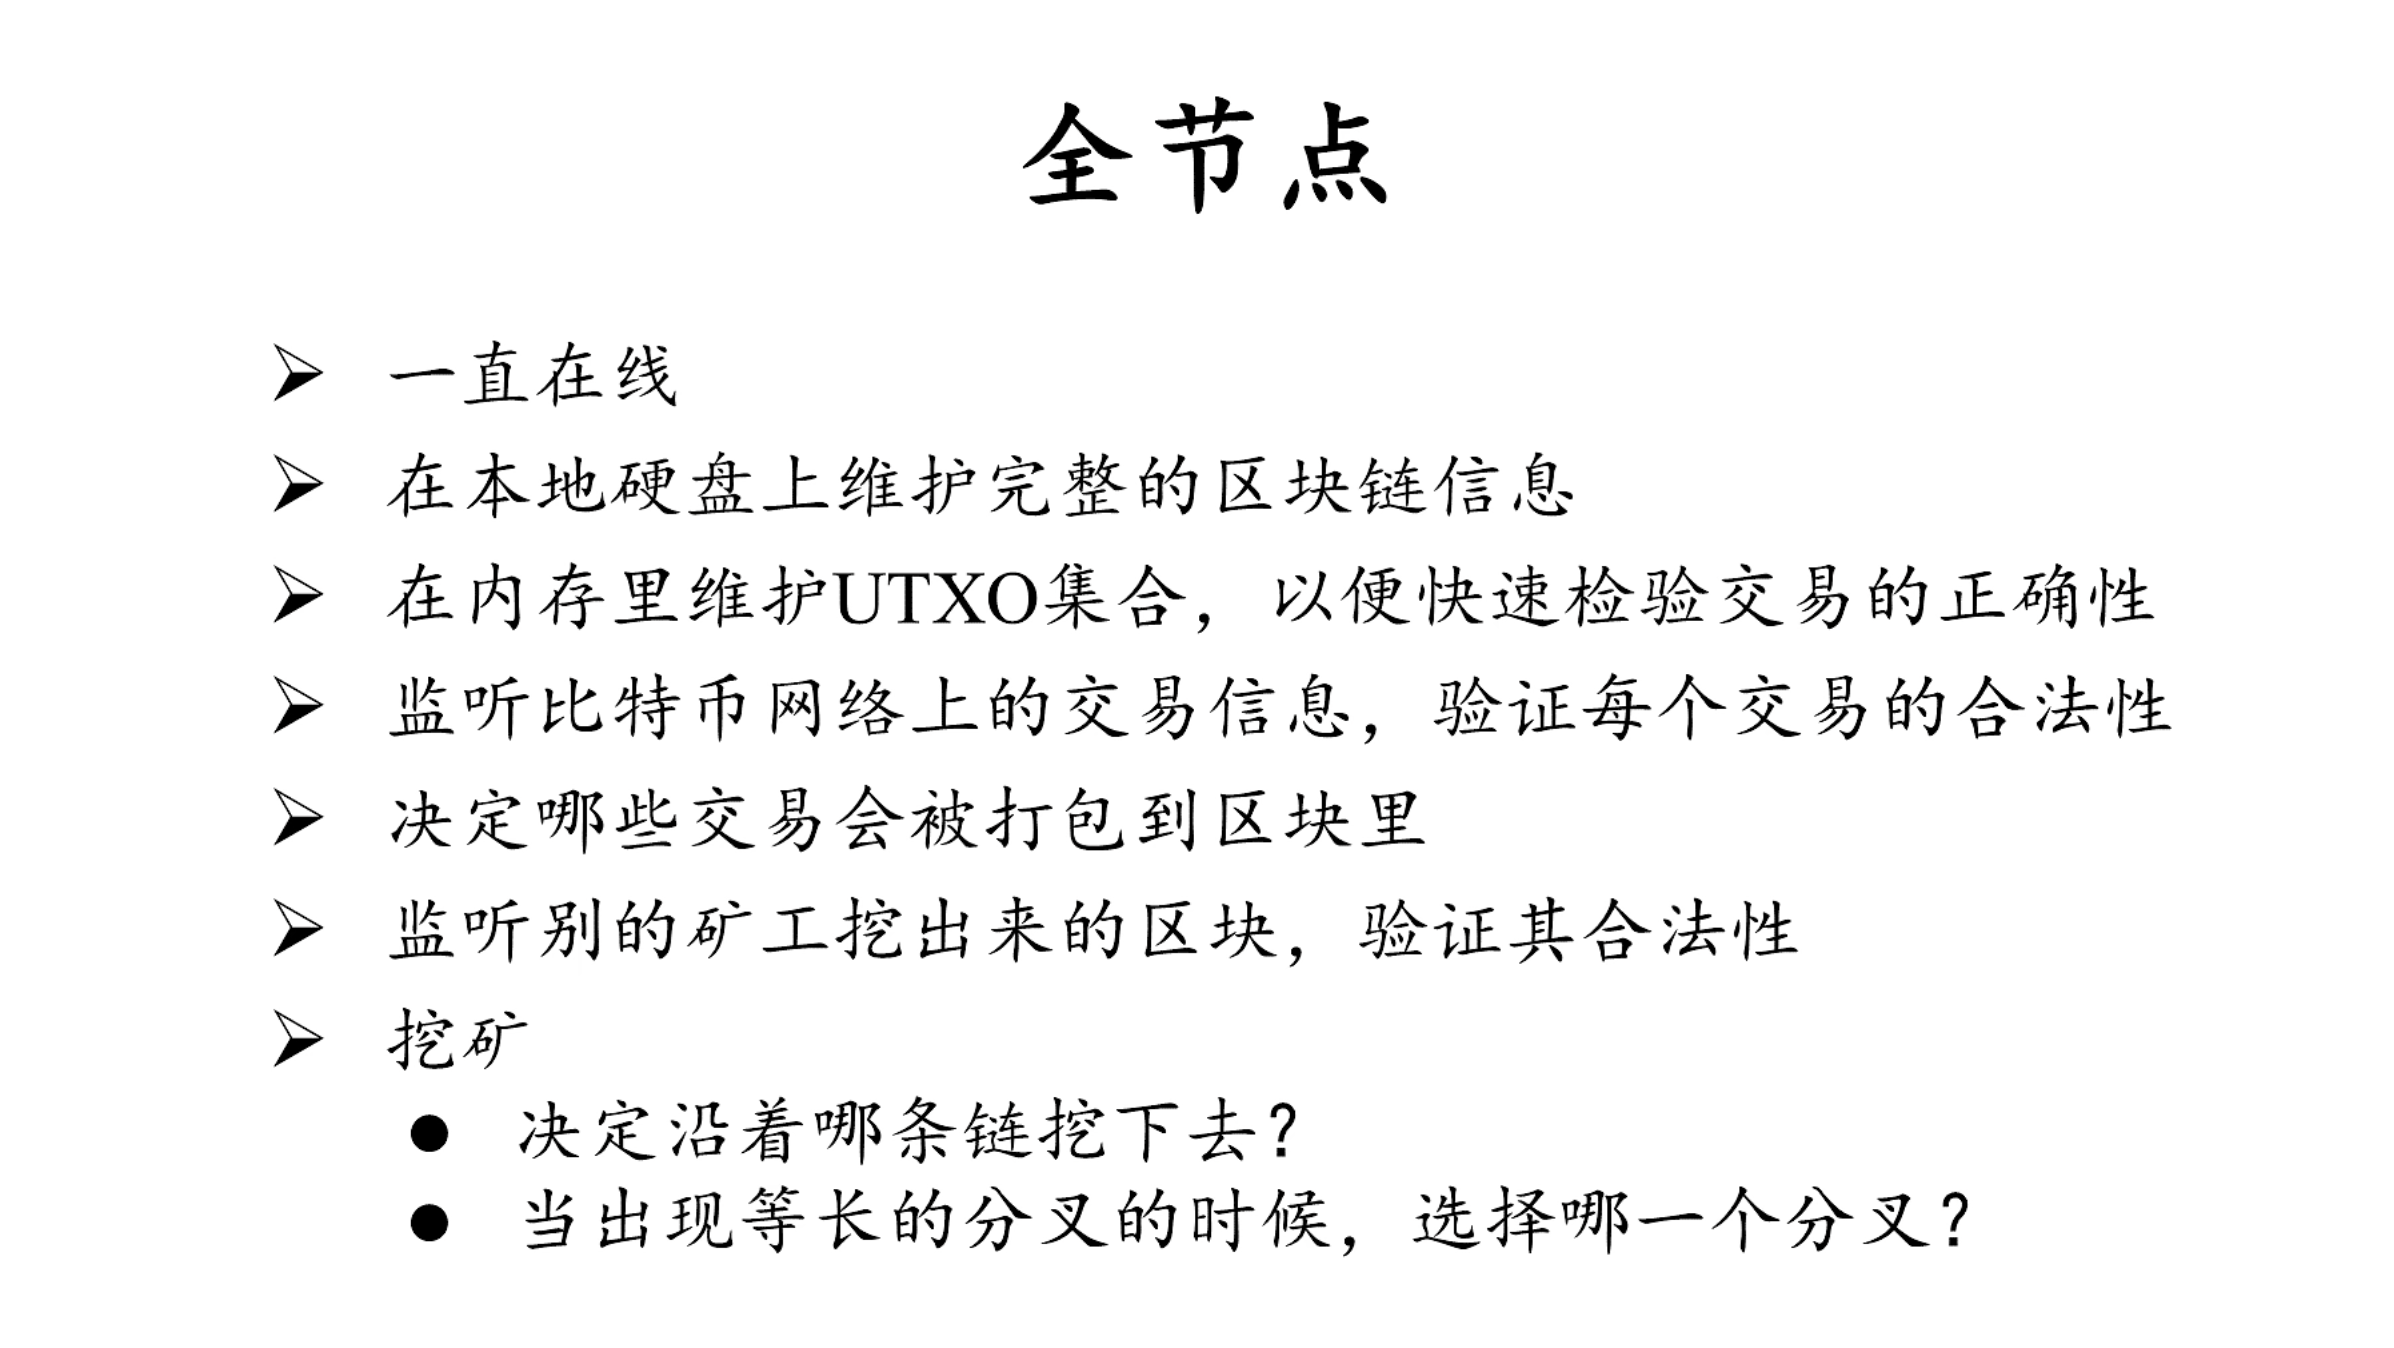 全节点
➢ 一直在线
➢ 在本地硬盘上维护完整的区块链信息
➢ 在内存里维护UTXO集合，以便快速检验交易的正确性
➢ 监听比特币网络上的交易信息，验证每个交易的合法性
➢ 决定哪些交易会被打包到区块里
➢ 监听别的矿工挖出来的区块，验证其合法性
➢ 挖矿
● 决定沿着哪条链挖下去？
● 当出现等长的分叉的时候，选择哪一个分叉？